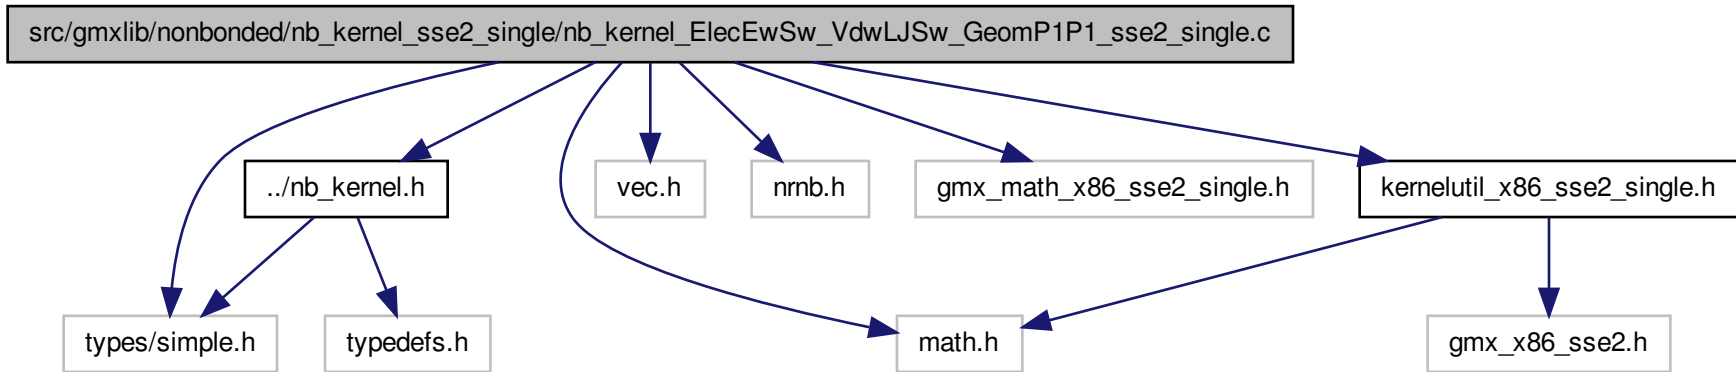 src/gmxlib/nonbonded/nb_kernel_sse2_single/nb_kernel_ElecEwSw_VdwLJSw_GeomP1P1_sse2_single.c
../nb_kernel.h
vec.h
nrnb.h
gmx_math_x86_sse2_single.h
kernelutil_x86_sse2_single.h
types/simple.h
typedefs.h
math.h
gmx_x86_sse2.h